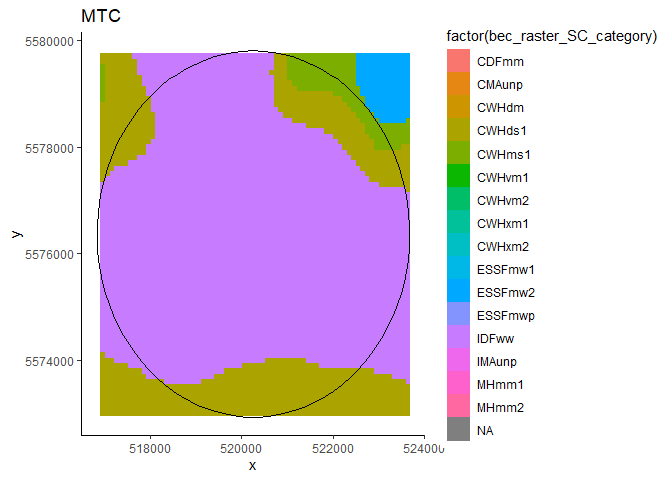 MTC
5580000
5578000
5576000
5574000
y
518000
520000
522000
52400
x
factor(bec_raster_SC_category)
CDFmm
CMAunp
CWHdm
CWHds1
CWHms1
CWHvm1
CWHvm2
CWHxm1
CWHxm2
ESSFmw1
ESSFmw2
ESSFmwp
IDFww
IMAunp
MHmm1
MHmm2
NA